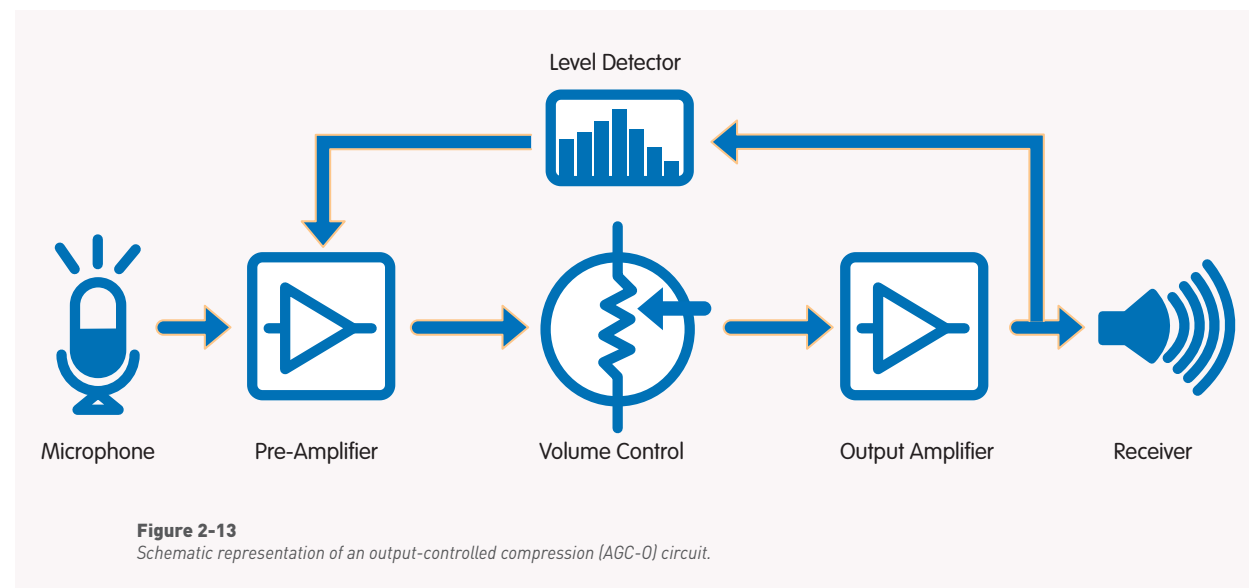 Level Detector
Microphone
Pre-Amplifier
Volume Control
Output Amplifier
Receiver
Figure 2-13
Schematic representation of an output-controlled compression (AGC-O) circuit.